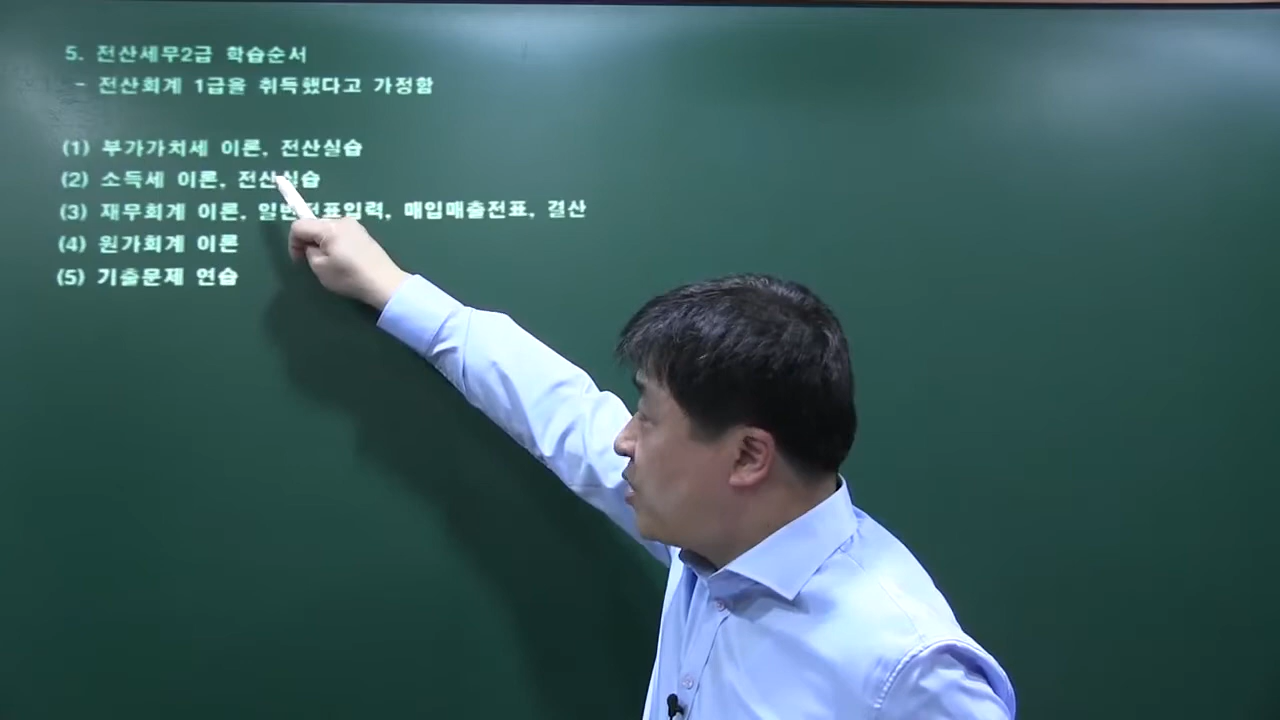 5. 전산세무2급 학습순서
- 전산회계 1급을 취득했다고 가정함
(1) 부가가치세 이론, 전산실습
(2) 소득세 이론, 전산실습
(3) 재무회계 이론, 일반전표입력, 매입매출전표, 결산
(4) 원가회계 이론
(5) 기출문제 연습